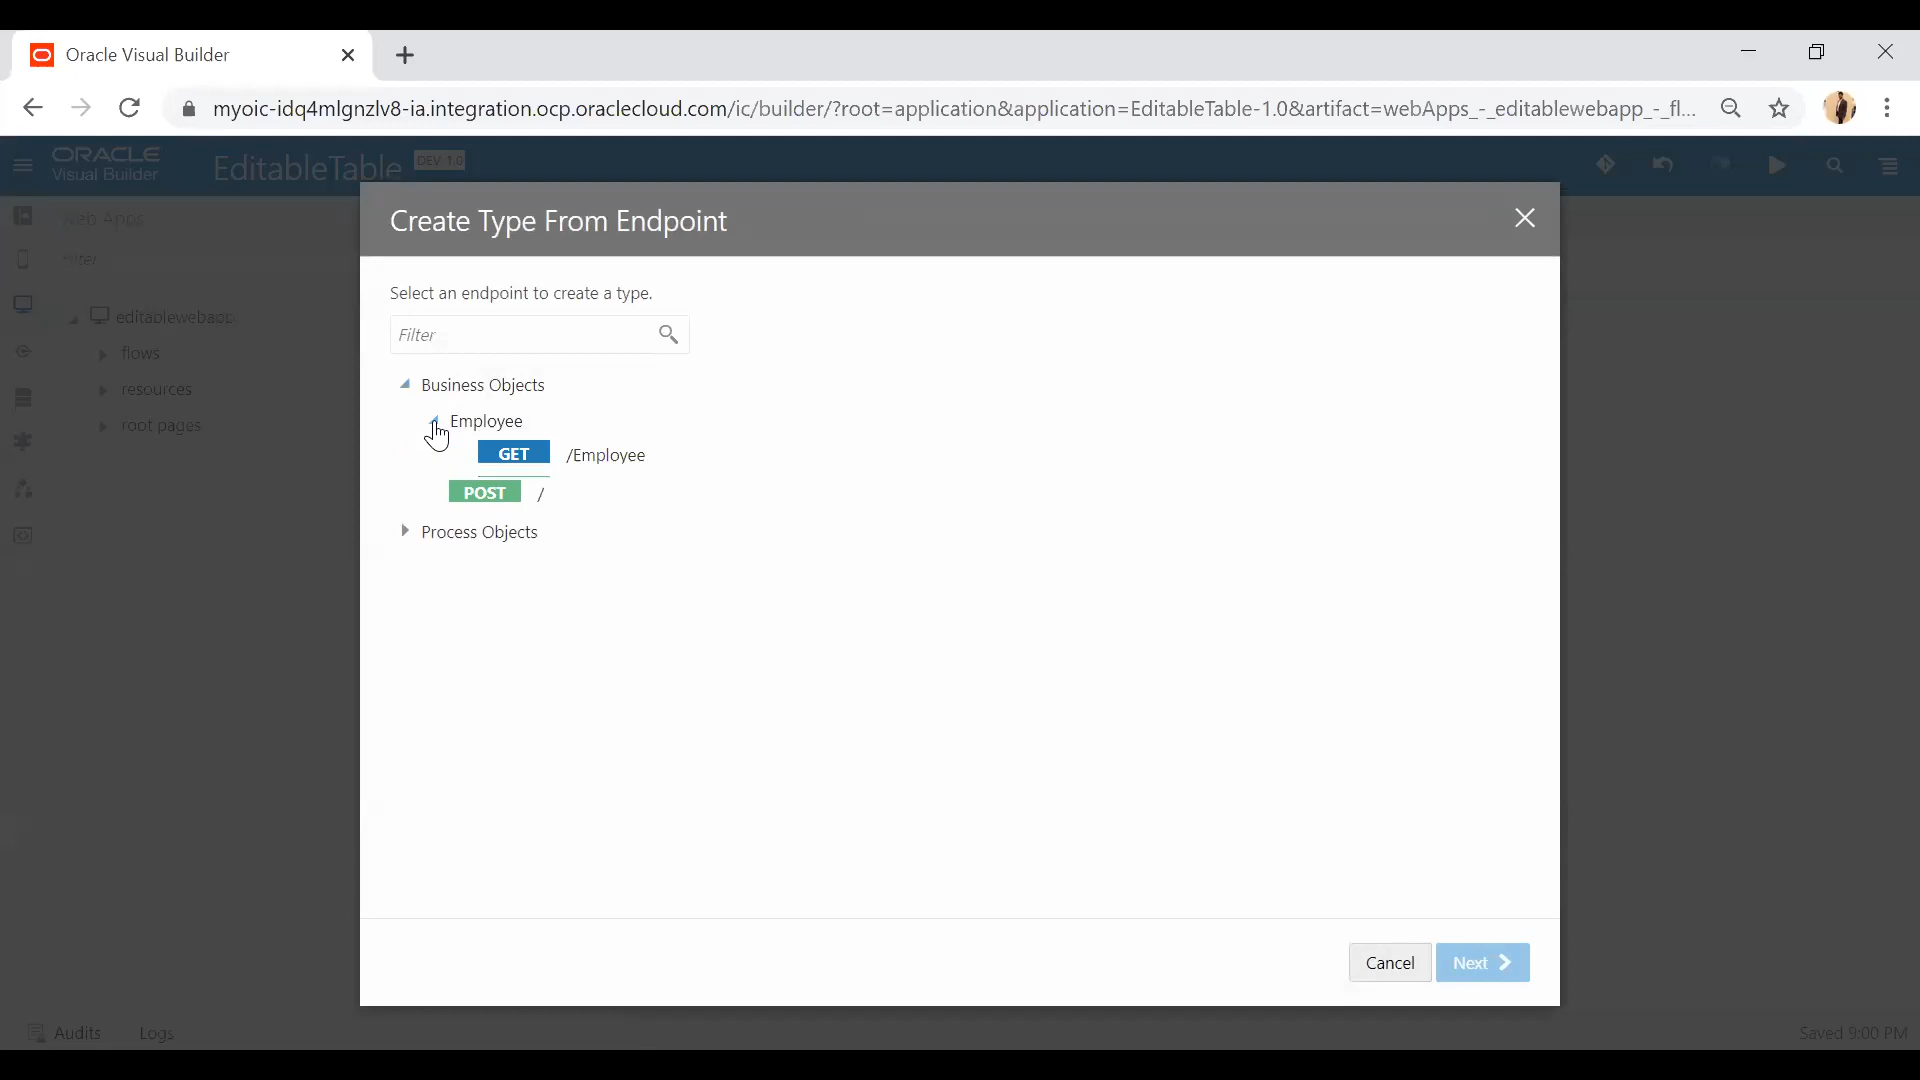 Oracle Visual Builder
myoic-idq4mlgnzlv8-ia.integration.ocp.oraclecloud.com/ic/builder/?root=application&application=EditableTable-1.0&artifact=webApps_-_editablewebapp_-_fl...
ORACLE
Visual Builder
EditableTable
DEV 1.0
Web Apps
Filter
editablewebapp
flows
resources
root pages
Create Type From Endpoint
Select an endpoint to create a type.
Filter
Business Objects
Employee
GET /Employee
POST /
Process Objects
Cancel
Next
Audits
Logs
Saved 9:00 PM